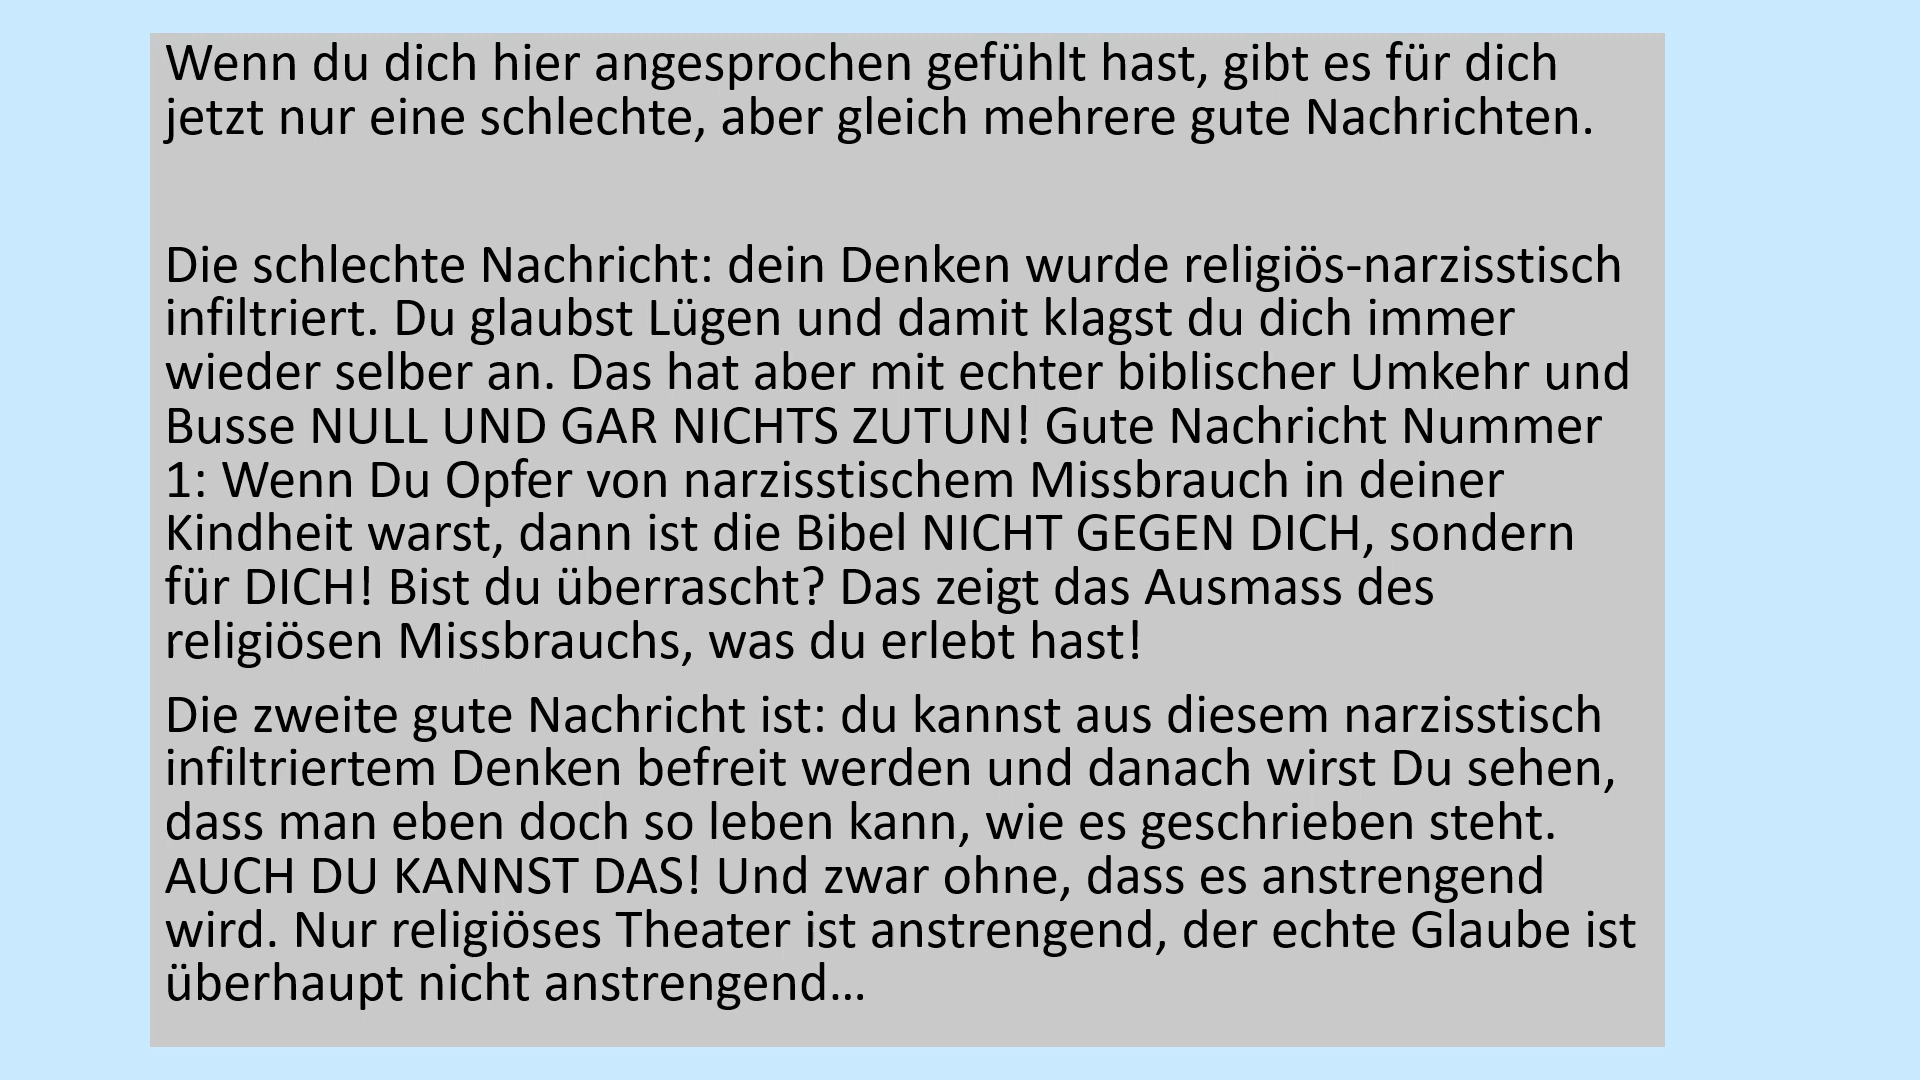 Wenn du dich hier angesprochen gefühlt hast, gibt es für dich
jetzt nur eine schlechte, aber gleich mehrere gute Nachrichten.
Die schlechte Nachricht: dein Denken wurde religiös-narzisstisch
infiltriert. Du glaubst Lügen und damit klagst du dich immer
wieder selber an. Das hat aber mit echter biblischer Umkehr und
Busse NULL UND GAR NICHTS ZUTUN! Gute Nachricht Nummer
1: Wenn Du Opfer von narzisstischem Missbrauch in deiner
Kindheit warst, dann ist die Bibel NICHT GEGEN DICH, sondern
für DICH! Bist du überrascht? Das zeigt das Ausmass des
religiösen Missbrauchs, was du erlebt hast!
Die zweite gute Nachricht ist: du kannst aus diesem narzisstisch
infiltriertem Denken befreit werden und danach wirst Du sehen,
dass man eben doch so leben kann, wie es geschrieben steht.
AUCH DU KANNST DAS! Und zwar ohne, dass es anstrengend
wird. Nur religiöses Theater ist anstrengend, der echte Glaube ist
überhaupt nicht anstrengend…